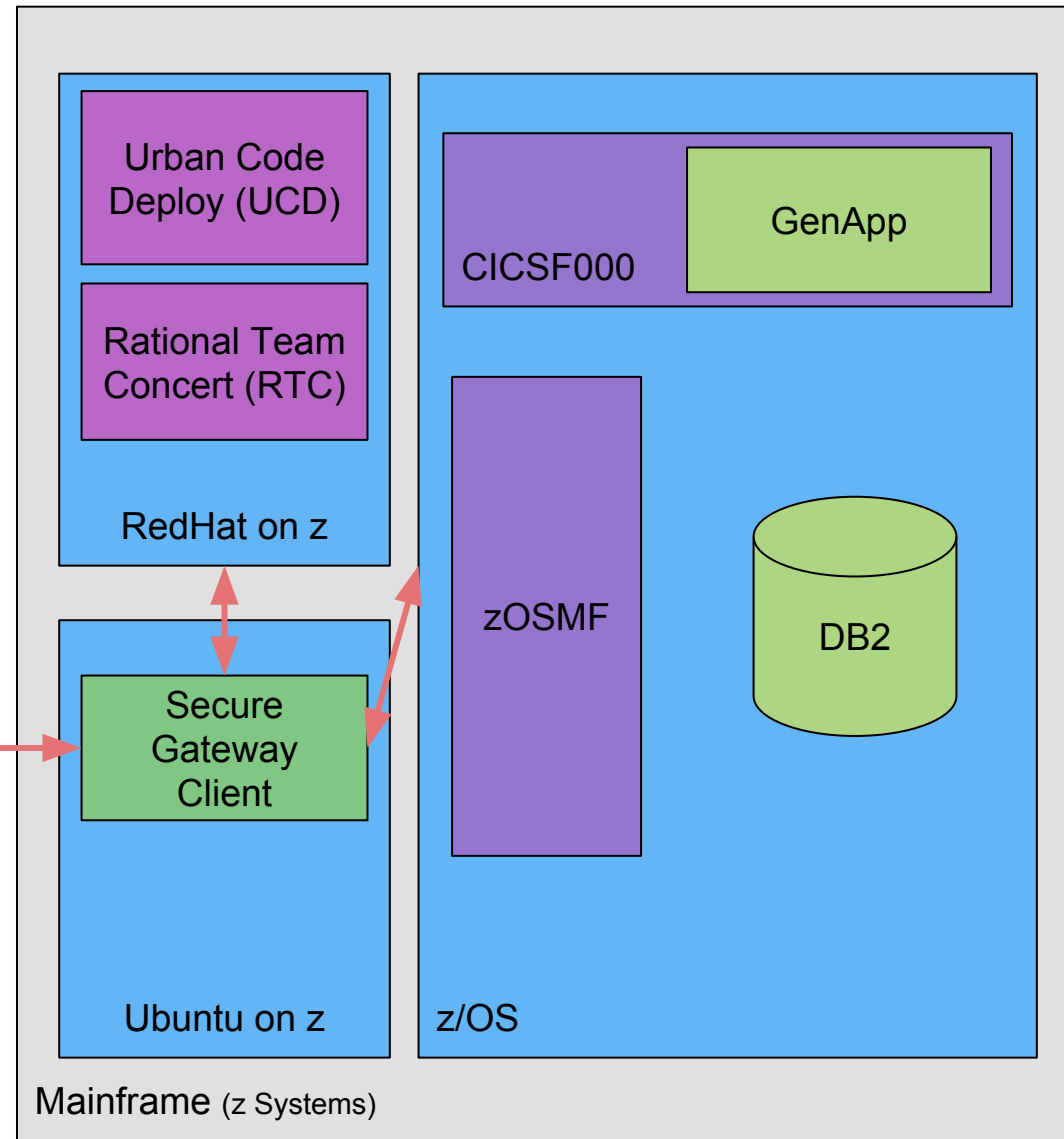 Urban Code
Deploy (UCD)
Rational Team
Concert (RTC)
RedHat on z
Secure
Gateway
Client
Ubuntu on z
GenApp
CICSF000
zOSMF
DB2
z/OS
Mainframe (z Systems)